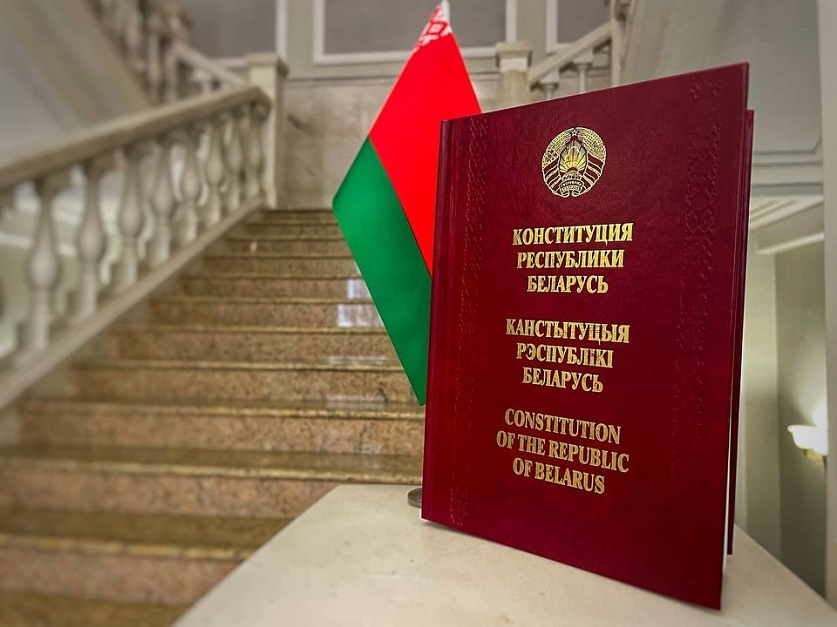 КОНСТИТУЦИЯ
РЕСПУБЛИКИ
БЕЛАРУСЬ
КАНСТЫТУЦЫЯ
РЭСПУБЛІКІ
БЕЛАРУСЬ
CONSTITUTION
OF THE REPUBLIC
OF BELARUS